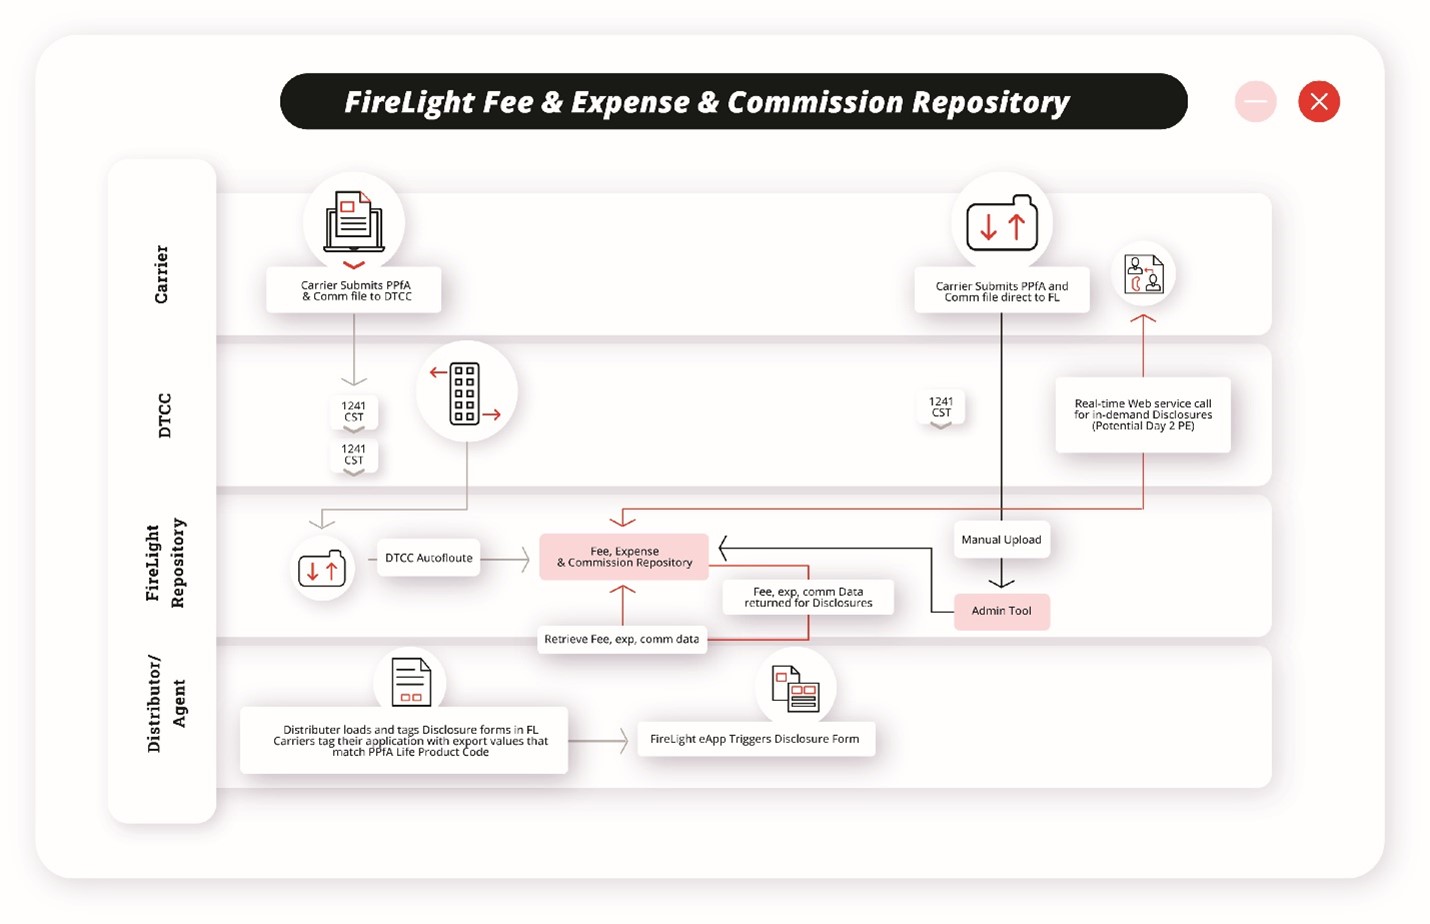 FireLight Fee & Expense & Commission Repository
Carrier
Carrier Submits PPfA
& Comm file to DTCC
Carrier Submits PPfA and
Comm file direct to FL
DTCC
1241
CST
1241
CST
1241
CST
Real-time Web service call
for in-demand Disclosures
(Potential Day 2 PE)
FireLight
Repository
DTCC Autofloute
Fee, Expense
& Commission Repository
Manual Upload
Fee, exp, comm Data
returned for Disclosures
Admin Tool
Retrieve Fee, exp, comm data
Distributor/
Agent
Distributer loads and tags Disclosure forms in FL
Carriers tag their application with export values that
match PPfA Life Product Code
FireLight eApp Triggers Disclosure Form